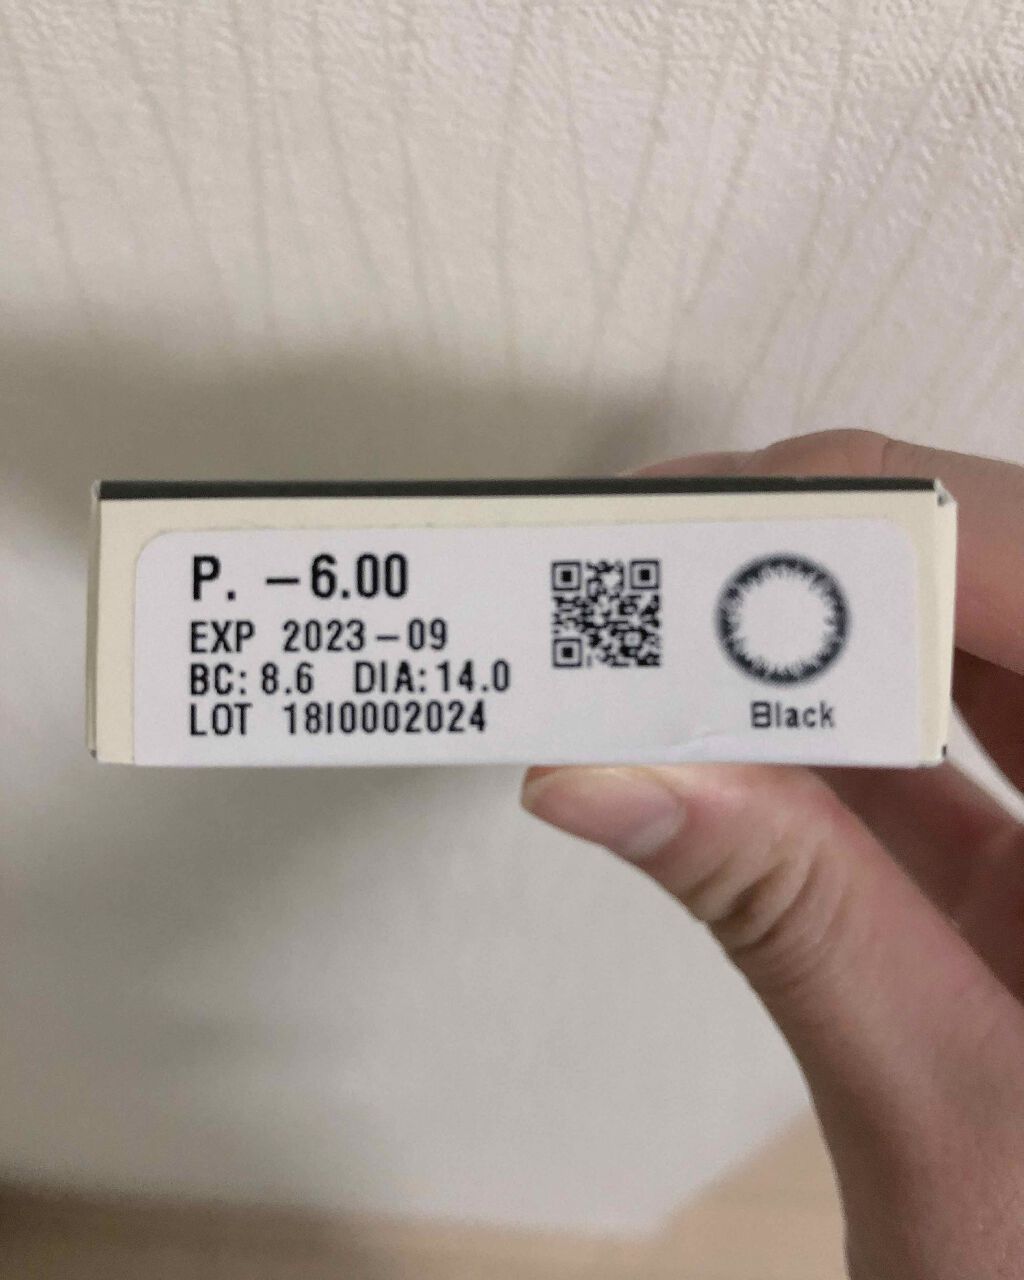 P. -6.00
EXP 2023-09
BC: 8.6 DIA: 14.0
LOT 18I0002024
Black